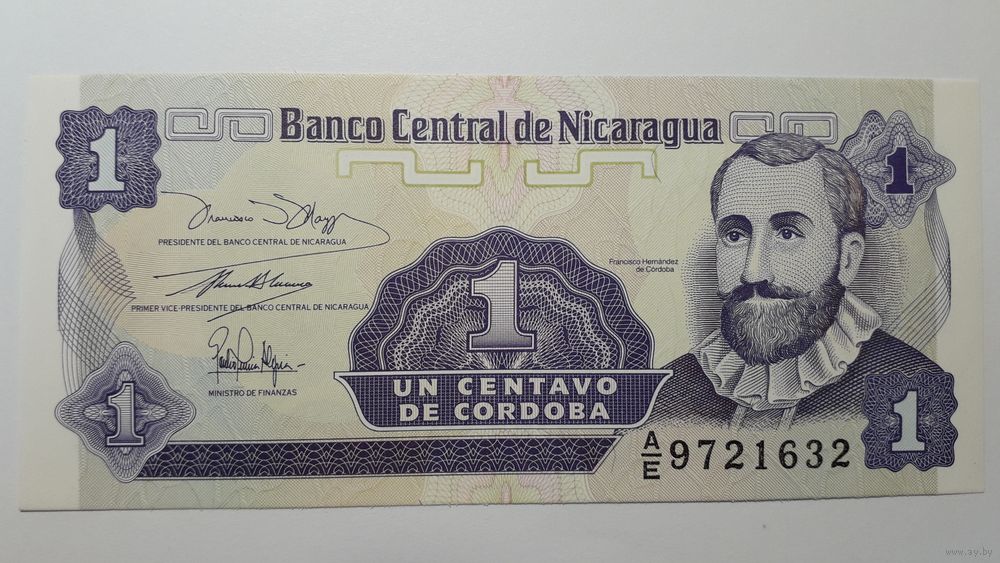 Banco Central de Nicaragua
1
1
PRESIDENTE DEL BANCO CENTRAL DE NICARAGUA
Francisco Hernández
de Córdoba
1
PRIMER VICE-PRESIDENTE DEL BANCO CENTRAL DE NICARAGUA
MINISTRO DE FINANZAS
UN CENTAVO
DE CORDOBA
1
1
A/E 9721632
www.ay.by